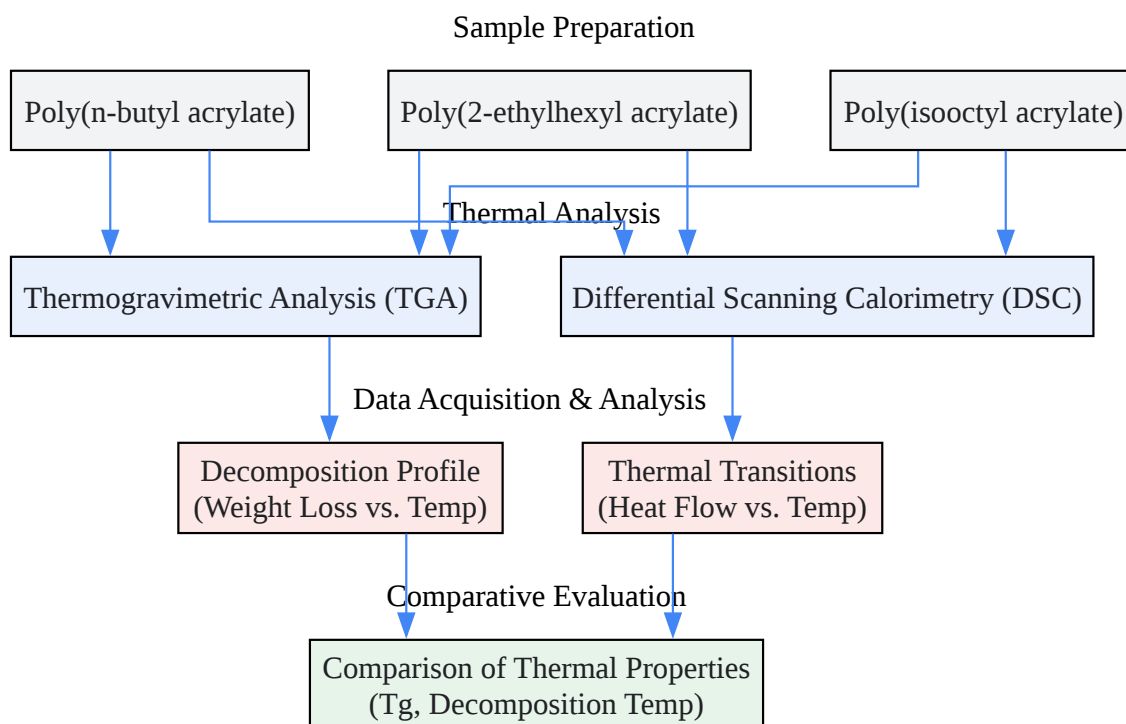 Sample Preparation
Poly(n-butyl acrylate)
Poly(2-ethylhexyl acrylate)
Poly(isooctyl acrylate)
Thermal Analysis
Thermogravimetric Analysis (TGA)
Differential Scanning Calorimetry (DSC)
Data Acquisition & Analysis
Decomposition Profile
(Weight Loss vs. Temp)
Thermal Transitions
(Heat Flow vs. Temp)
Comparative Evaluation
Comparison of Thermal Properties
(Tg, Decomposition Temp)